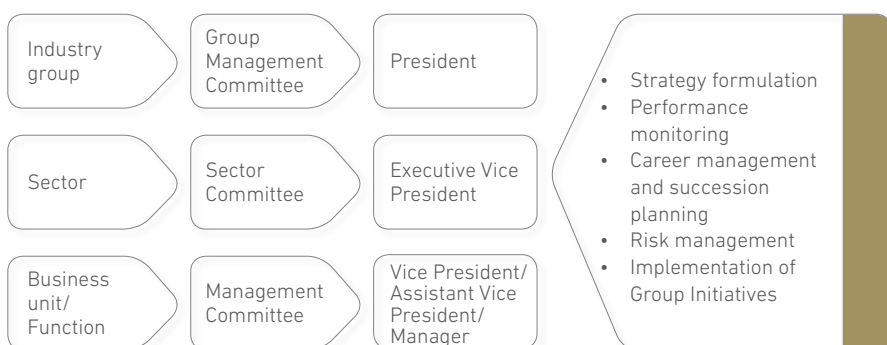 Industry
group
Group
Management
Committee
President
Sector
Sector
Committee
Executive Vice
President
Business
unit/
Function
Management
Committee
Vice President/
Assistant Vice
President/
Manager
• Strategy formulation
• Performance
monitoring
• Career management
and succession
planning
• Risk management
• Implementation of
Group Initiatives